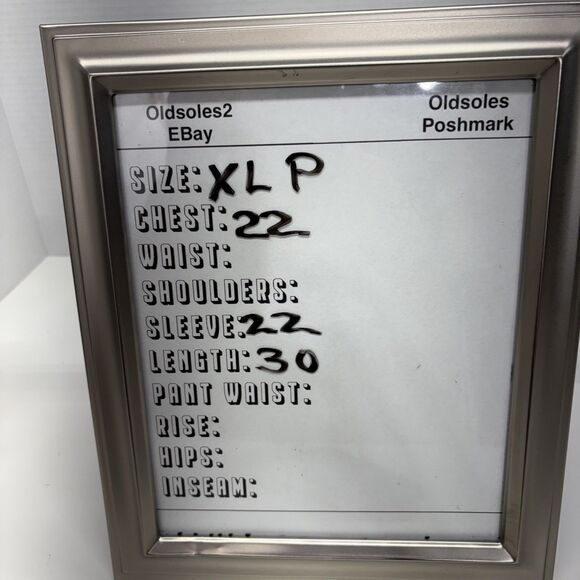 Oldsoles2 Oldsoles
EBay Poshmark
SIZE: XLP
CHEST: 22
WAIST:
SHOULDERS:
SLEEVE: 22
LENGTH: 30
PANT WAIST:
RISE:
HIPS:
INSEAM: